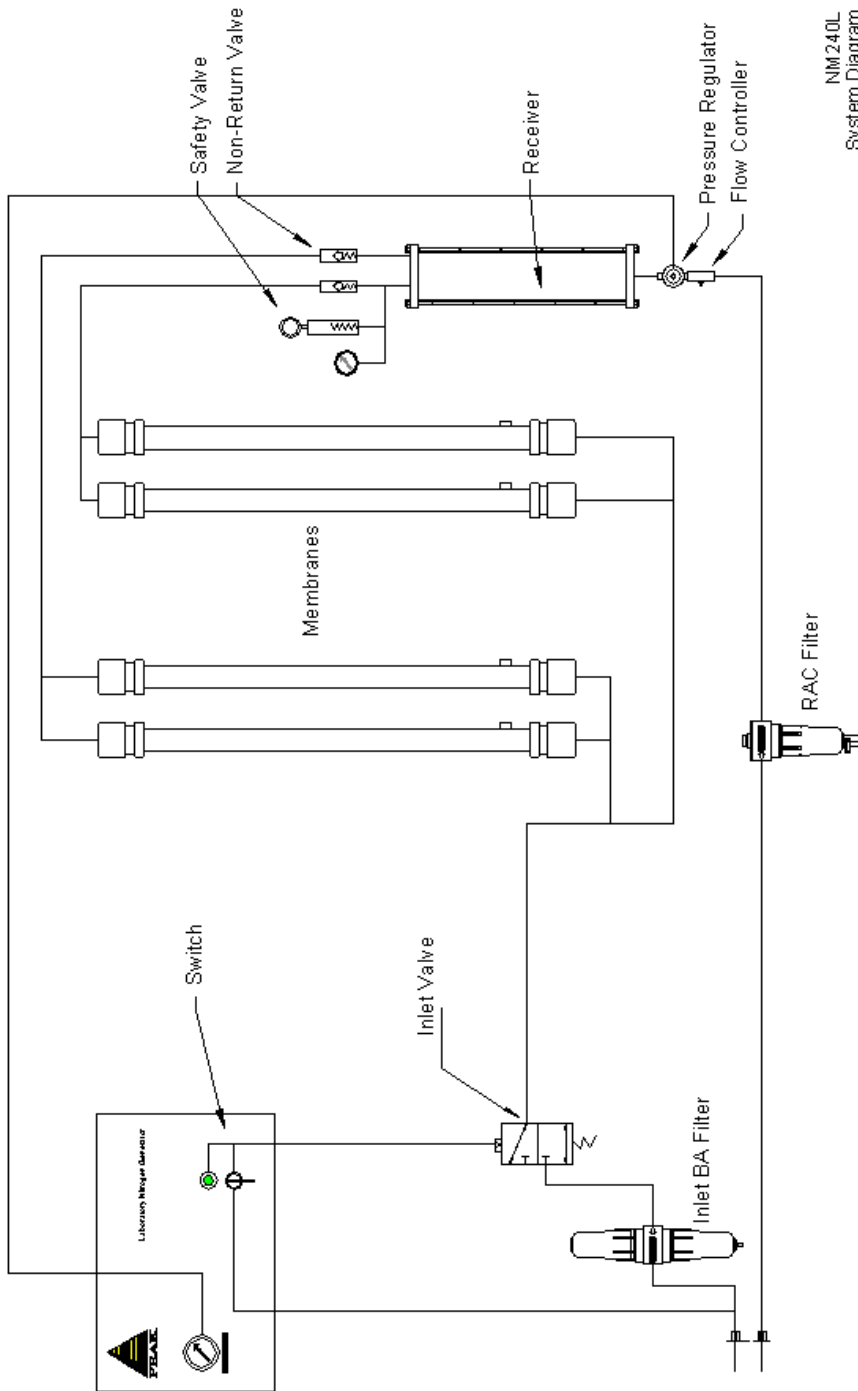 PEAK
Laboratory Nitrogen Generator
Switch
Inlet Valve
Inlet BA Filter
Membranes
RAC Filter
Safety Valve
Non-Return Valve
Receiver
Pressure Regulator
Flow Controller
NM240L
System Diagram